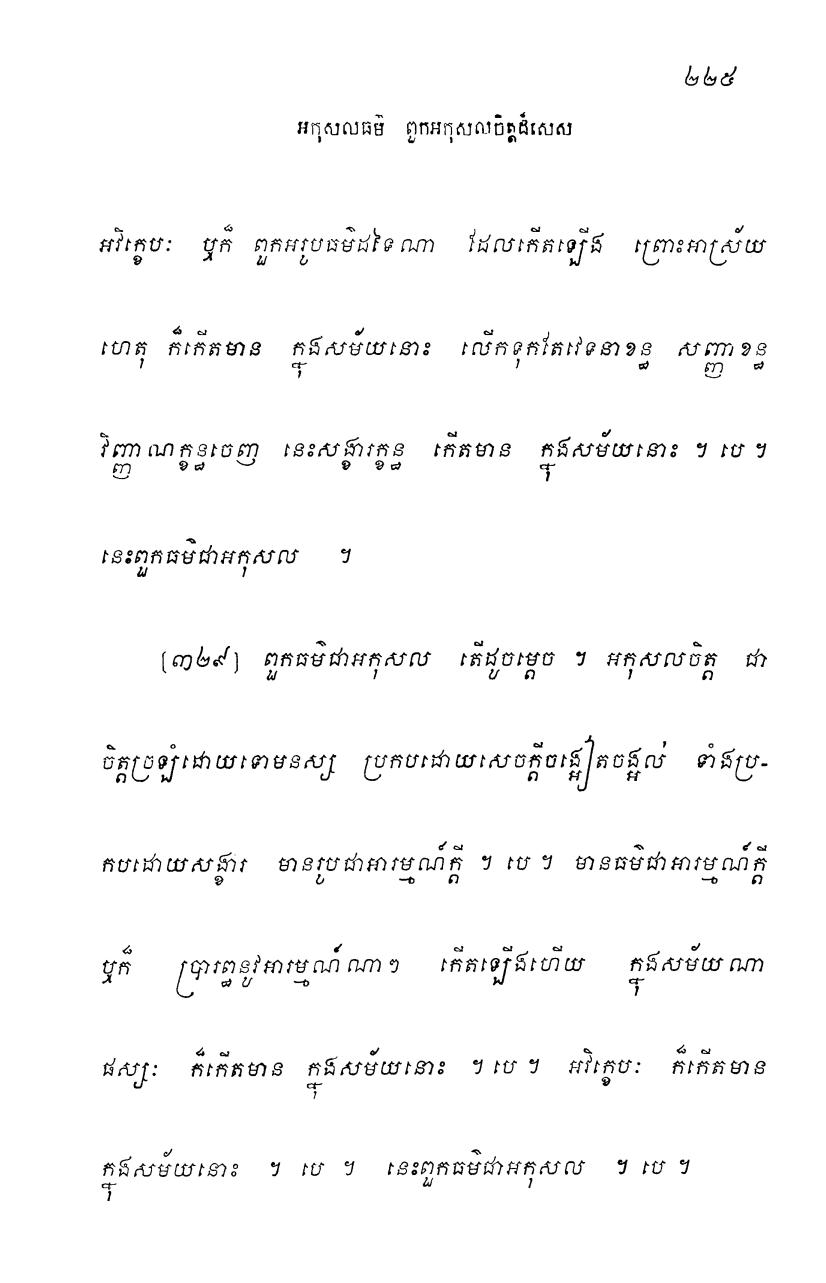 ២២៥
អកុសលធម៌ ពួកអកុសលចិត្តដ៏សេស
អវិក្ខេបៈ ឬក៏ ពួកអរូបធម៌ដទៃណា ដែលកើតឡើង ព្រោះអាស្រ័យ
ហេតុ ក៏កើតមាន ក្នុងសម័យនោះ លើកទុកតែវេទនាខន្ធ សញ្ញាខន្ធ
វិញ្ញាណក្ខន្ធចេញ នេះសង្ខារក្ខន្ធ កើតមាន ក្នុងសម័យនោះ ។ បេ ។
នេះពួកធម៌ជាអកុសល ។
(៣២៩) ពួកធម៌ជាអកុសល តើដូចម្តេច ។ អកុសលចិត្ត ជា
ចិត្តច្រឡំដោយទោមនស្ស ប្រកបដោយសេចក្តីចង្អៀតចង្អល់ ទាំងប្រ-
កបដោយសង្ខារ មានរូបជាអារម្មណ៍ក្តី ។ បេ ។ មានធម៌ជាអារម្មណ៍ក្តី
ឬក៏ ប្រារព្ធនូវអារម្មណ៍ណាៗ កើតឡើងហើយ ក្នុងសម័យណា
ផស្សៈ ក៏កើតមាន ក្នុងសម័យនោះ ។ បេ ។ អវិក្ខេបៈ ក៏កើតមាន
ក្នុងសម័យនោះ ។ បេ ។ នេះពួកធម៌ជាអកុសល ។ បេ ។